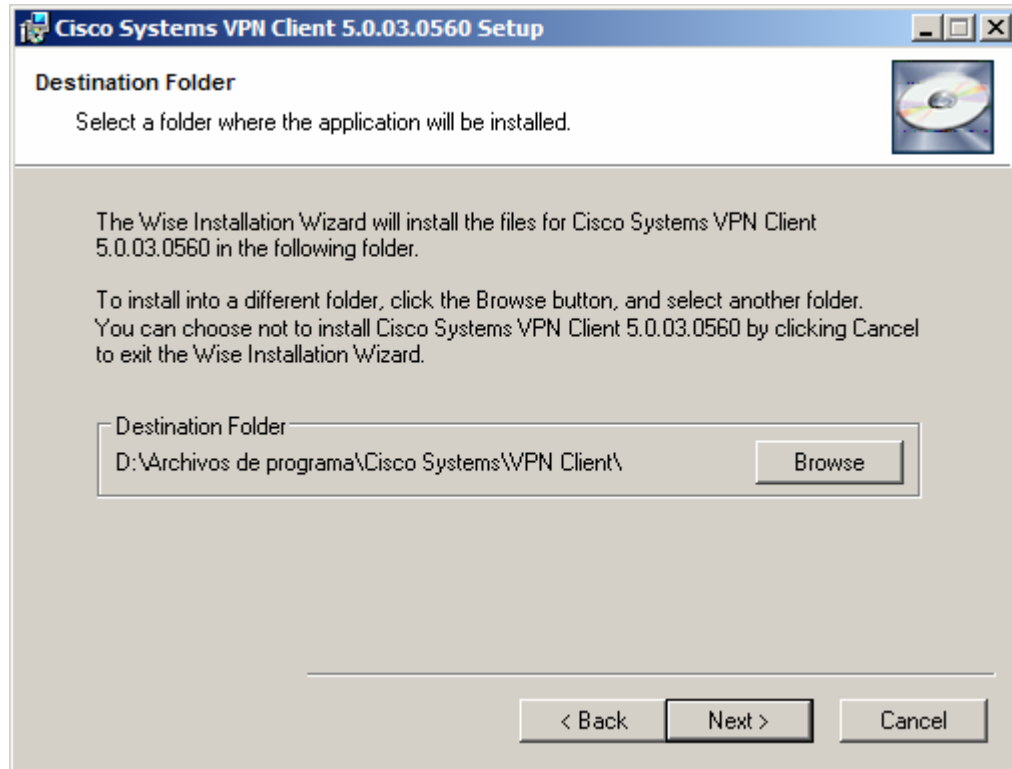 Cisco Systems VPN Client 5.0.03.0560 Setup
Destination Folder
Select a folder where the application will be installed.
The Wise Installation Wizard will install the files for Cisco Systems VPN Client
5.0.03.0560 in the following folder.
To install into a different folder, click the Browse button, and select another folder.
You can choose not to install Cisco Systems VPN Client 5.0.03.0560 by clicking Cancel
to exit the Wise Installation Wizard.
Destination Folder
D:\Archivos de programa\Cisco Systems\VPN Client\
Browse
< Back
Next >
Cancel